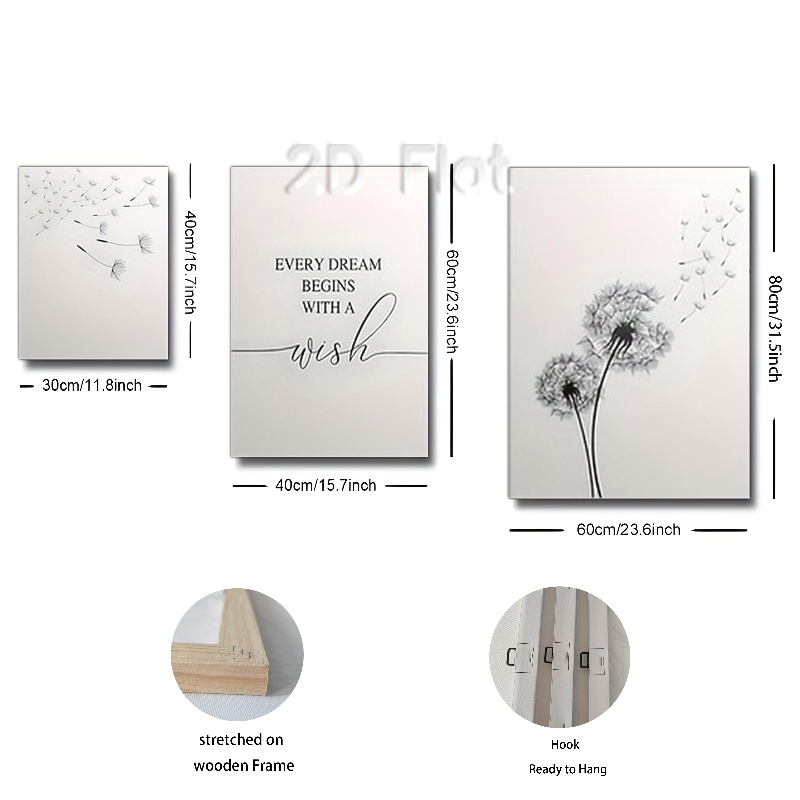 2D Flat
40cm/15.7inch
30cm/11.8inch
EVERY DREAM
BEGINS
WITH A
wish
60cm/23.6inch
40cm/15.7inch
80cm/31.5inch
60cm/23.6inch
stretched on
wooden Frame
Hook
Ready to Hang